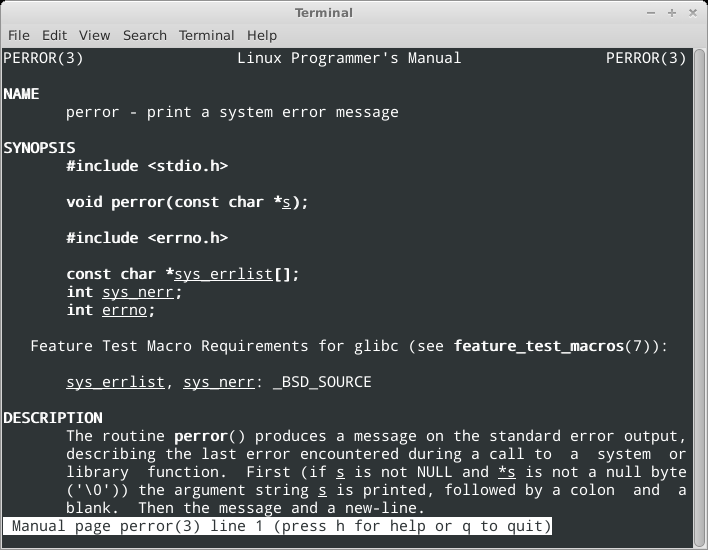 Terminal
File Edit View Search Terminal Help
PERROR(3) Linux Programmer's Manual PERROR(3)
NAME
perror - print a system error message
SYNOPSIS
#include <stdio.h>
void perror(const char *s);
#include <errno.h>
const char *sys_errlist[];
int sys_nerr;
int errno;
Feature Test Macro Requirements for glibc (see feature_test_macros(7)):
sys_errlist, sys_nerr: _BSD_SOURCE
DESCRIPTION
The routine perror() produces a message on the standard error output,
describing the last error encountered during a call to a system or
library function. First (if s is not NULL and *s is not a null byte
('\0')) the argument string s is printed, followed by a colon and a
blank. Then the message and a new-line.
Manual page perror(3) line 1 (press h for help or q to quit)